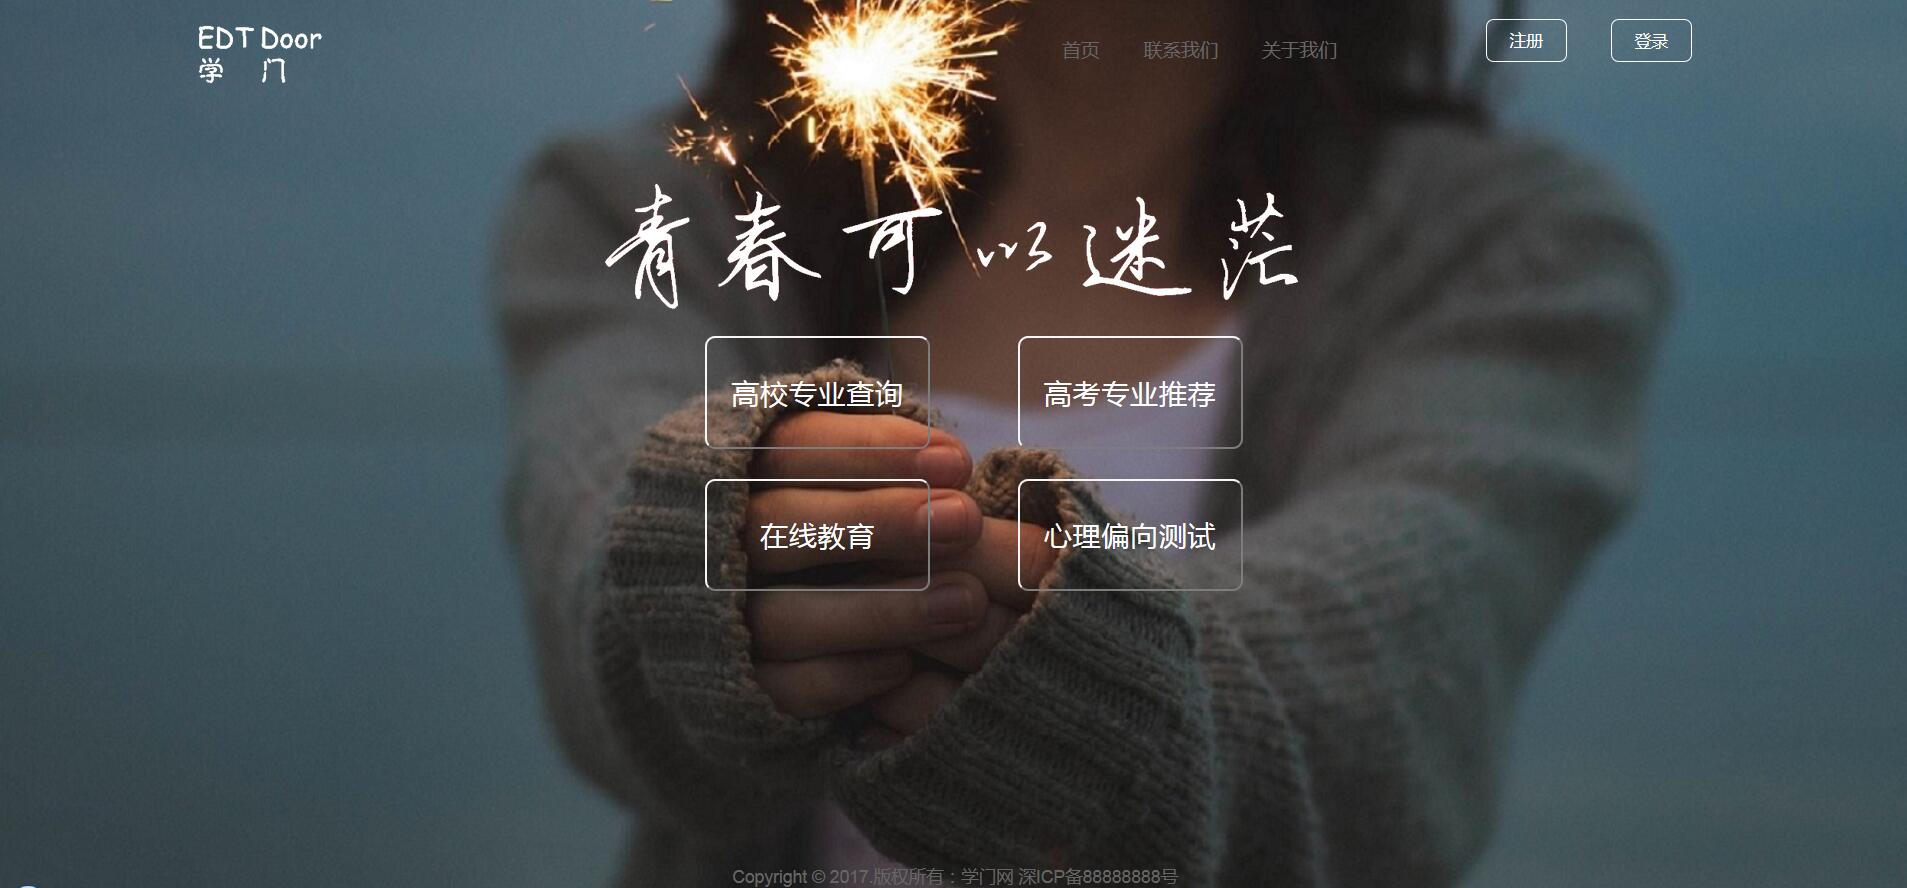 EDT Door
学 门
首页 联系我们 关于我们
注册 登录
青春可以迷茫
高校专业查询 高考专业推荐
在线教育 心理偏向测试
Copyright © 2017.版权所有：学门网 深ICP备88888888号